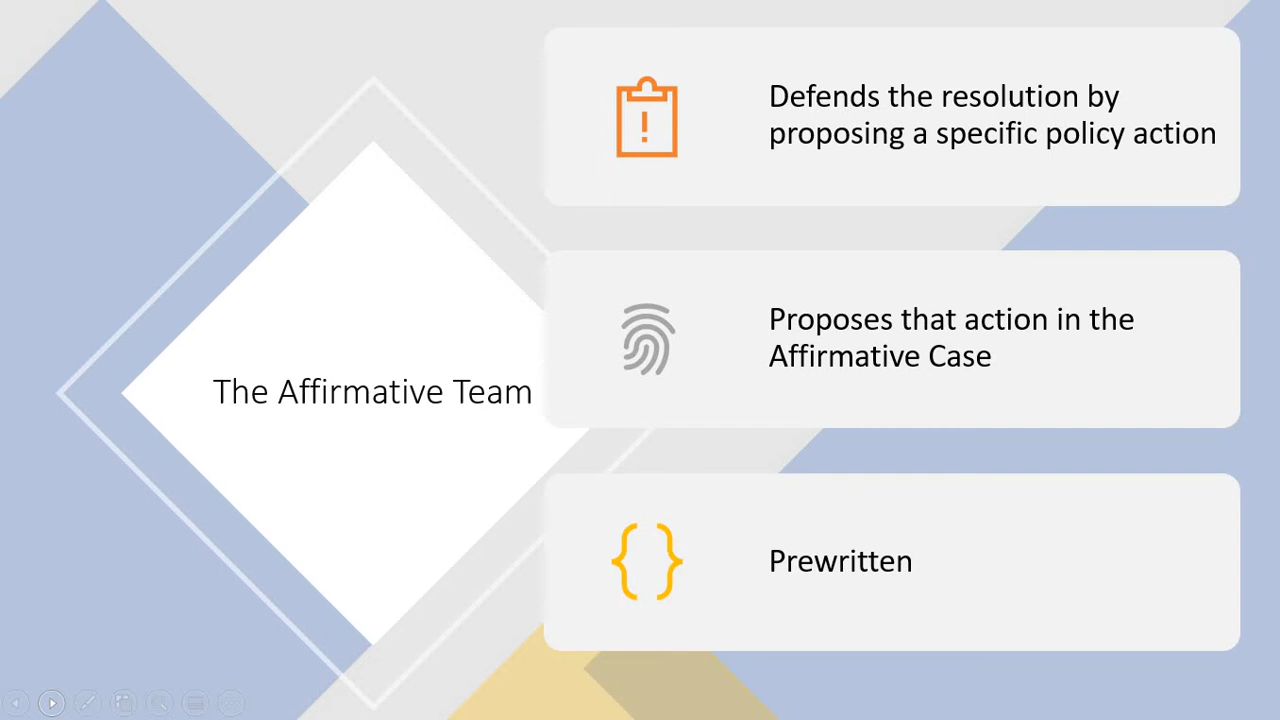 The Affirmative Team
Defends the resolution by
proposing a specific policy action
Proposes that action in the
Affirmative Case
Prewritten